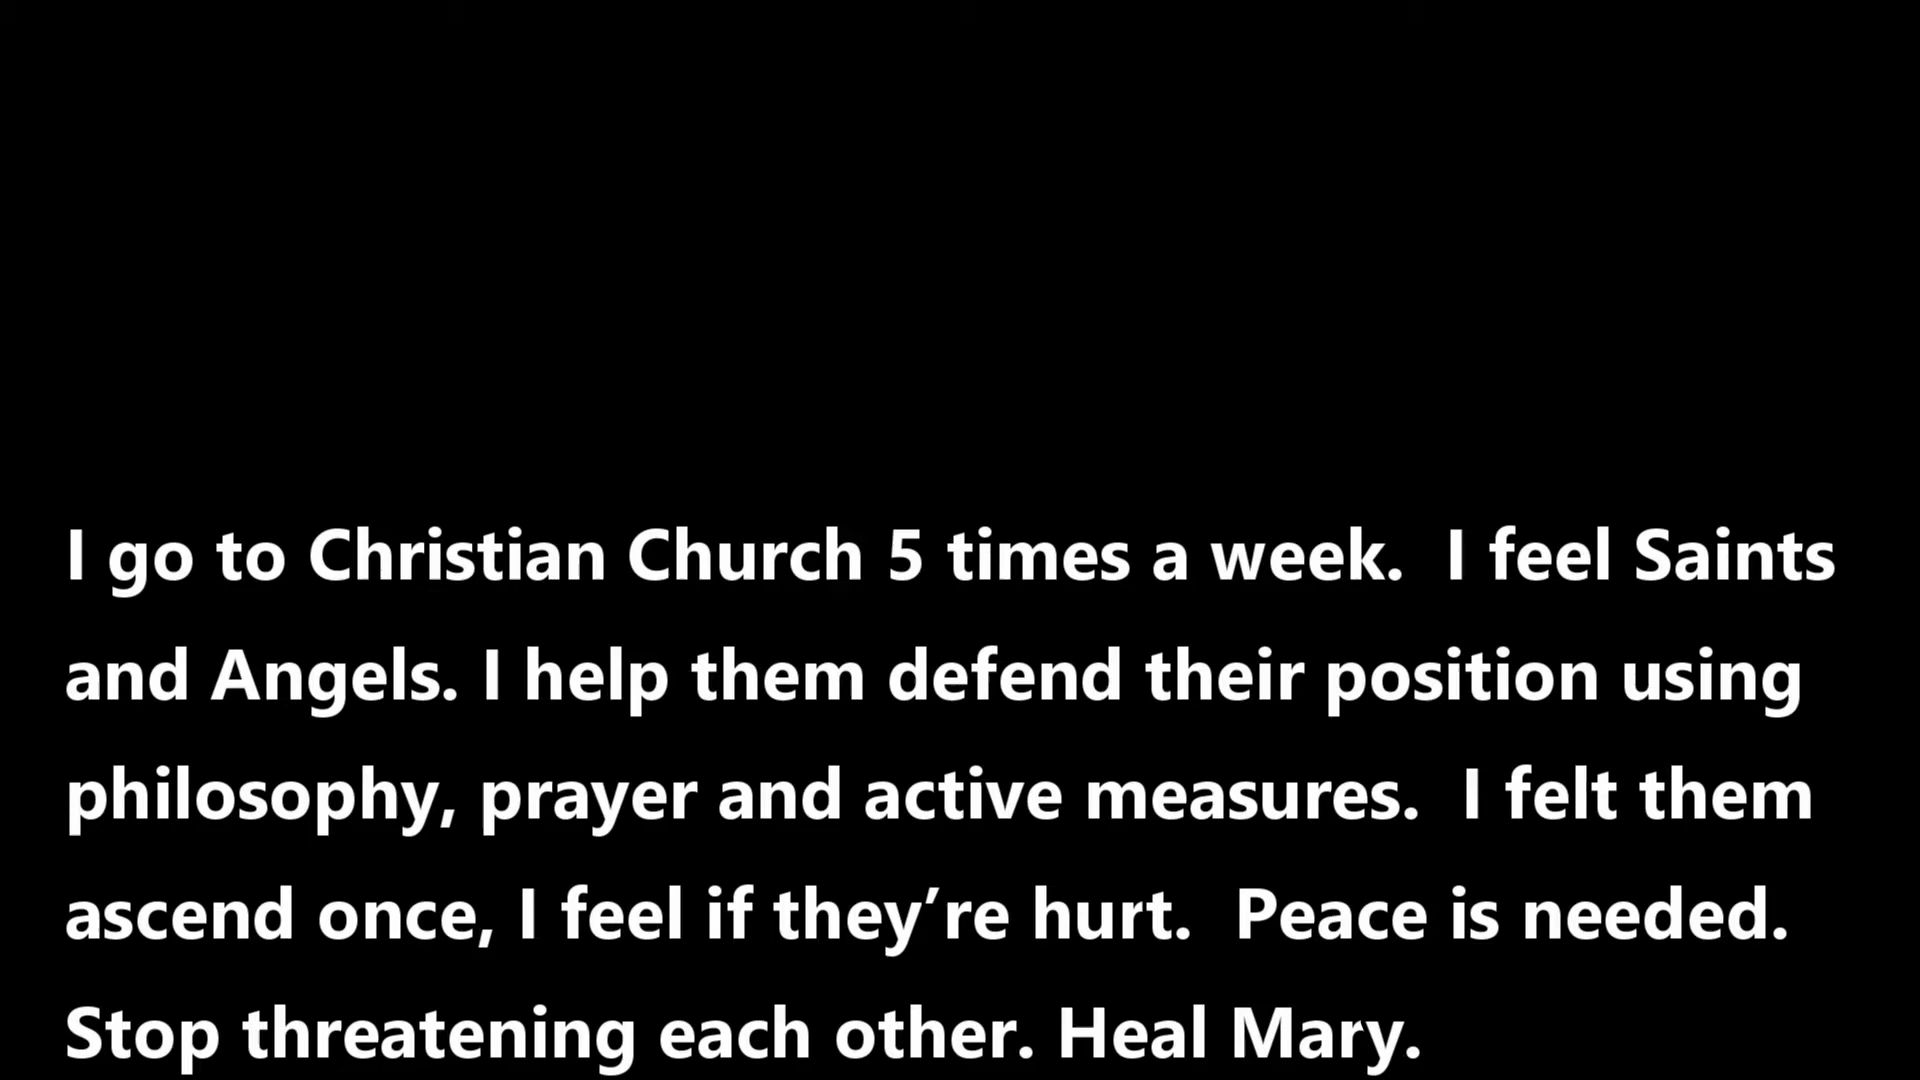 I go to Christian Church 5 times a week.  I feel Saints
and Angels. I help them defend their position using
philosophy, prayer and active measures.  I felt them
ascend once, I feel if they’re hurt.  Peace is needed.
Stop threatening each other. Heal Mary.